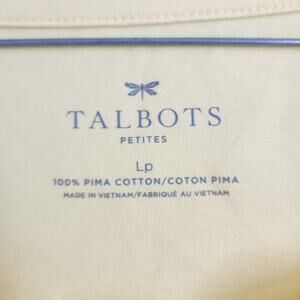 TALBOTS
PETITES
Lp
100% PIMA COTTON/COTON PIMA
MADE IN VIETNAM/FABRIQUÉ AU VIETNAM